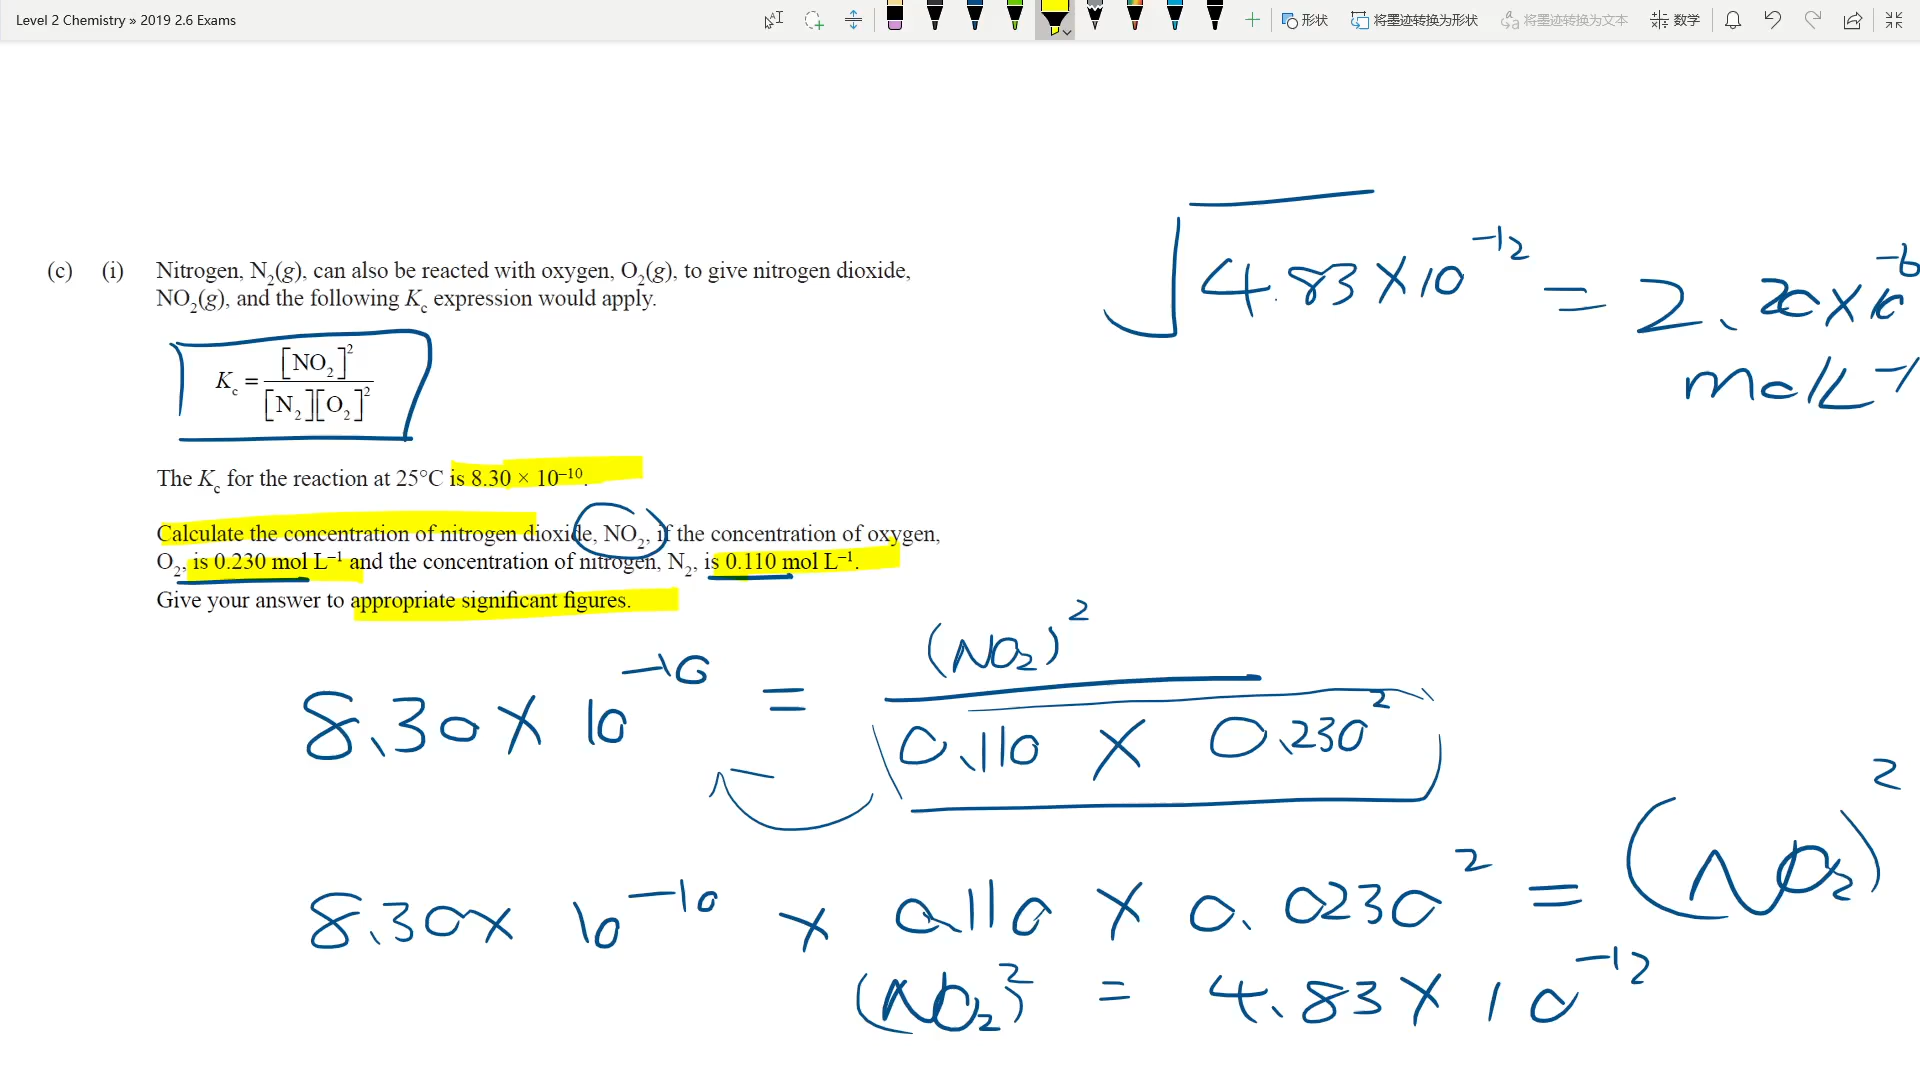 Level 2 Chemistry » 2019 2.6 Exams
形状 将墨迹转换为形状 将墨迹转换为文本 数学
(c) (i) Nitrogen, N₂(g), can also be reacted with oxygen, O₂(g), to give nitrogen dioxide,
NO₂(g), and the following Kc expression would apply.
Kc = [NO₂]² / [N₂][O₂]²
The Kc for the reaction at 25°C is 8.30 × 10⁻¹⁰.
Calculate the concentration of nitrogen dioxide, NO₂, if the concentration of oxygen,
O₂, is 0.230 mol L⁻¹ and the concentration of nitrogen, N₂, is 0.110 mol L⁻¹.
Give your answer to appropriate significant figures.
√4.83 × 10⁻¹² = 2.20 × 10⁻⁶
mol L⁻¹
8.30 × 10⁻¹⁰ = (NO₂)² / 0.110 × 0.230²
8.30 × 10⁻¹⁰ × 0.110 × 0.0230² = (NO₂)²
(NO₂)² = 4.83 × 10⁻¹²